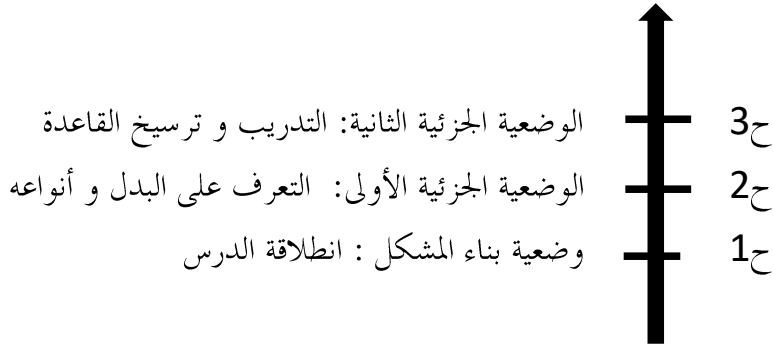 ح3 الوضعية الجزئية الثانية: التدريب و ترسيخ القاعدة
ح2 الوضعية الجزئية الأولى: التعرف على البدل و أنواعه
ح1 وضعية بناء المشكل : انطلاقة الدرس